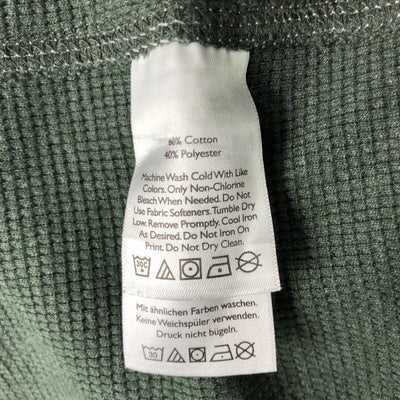 60% Cotton
40% Polyester
Machine Wash Cold With Like
Colors. Only Non-Chlorine
Bleach When Needed. Do Not
Use Fabric Softeners. Tumble Dry
Low. Remove Promptly. Cool Iron
As Desired. Do Not Iron On
Print. Do Not Dry Clean.
30C
Mit ähnlichen Farben waschen.
Keine Weichspüler verwenden.
Druck nicht bügeln.
30